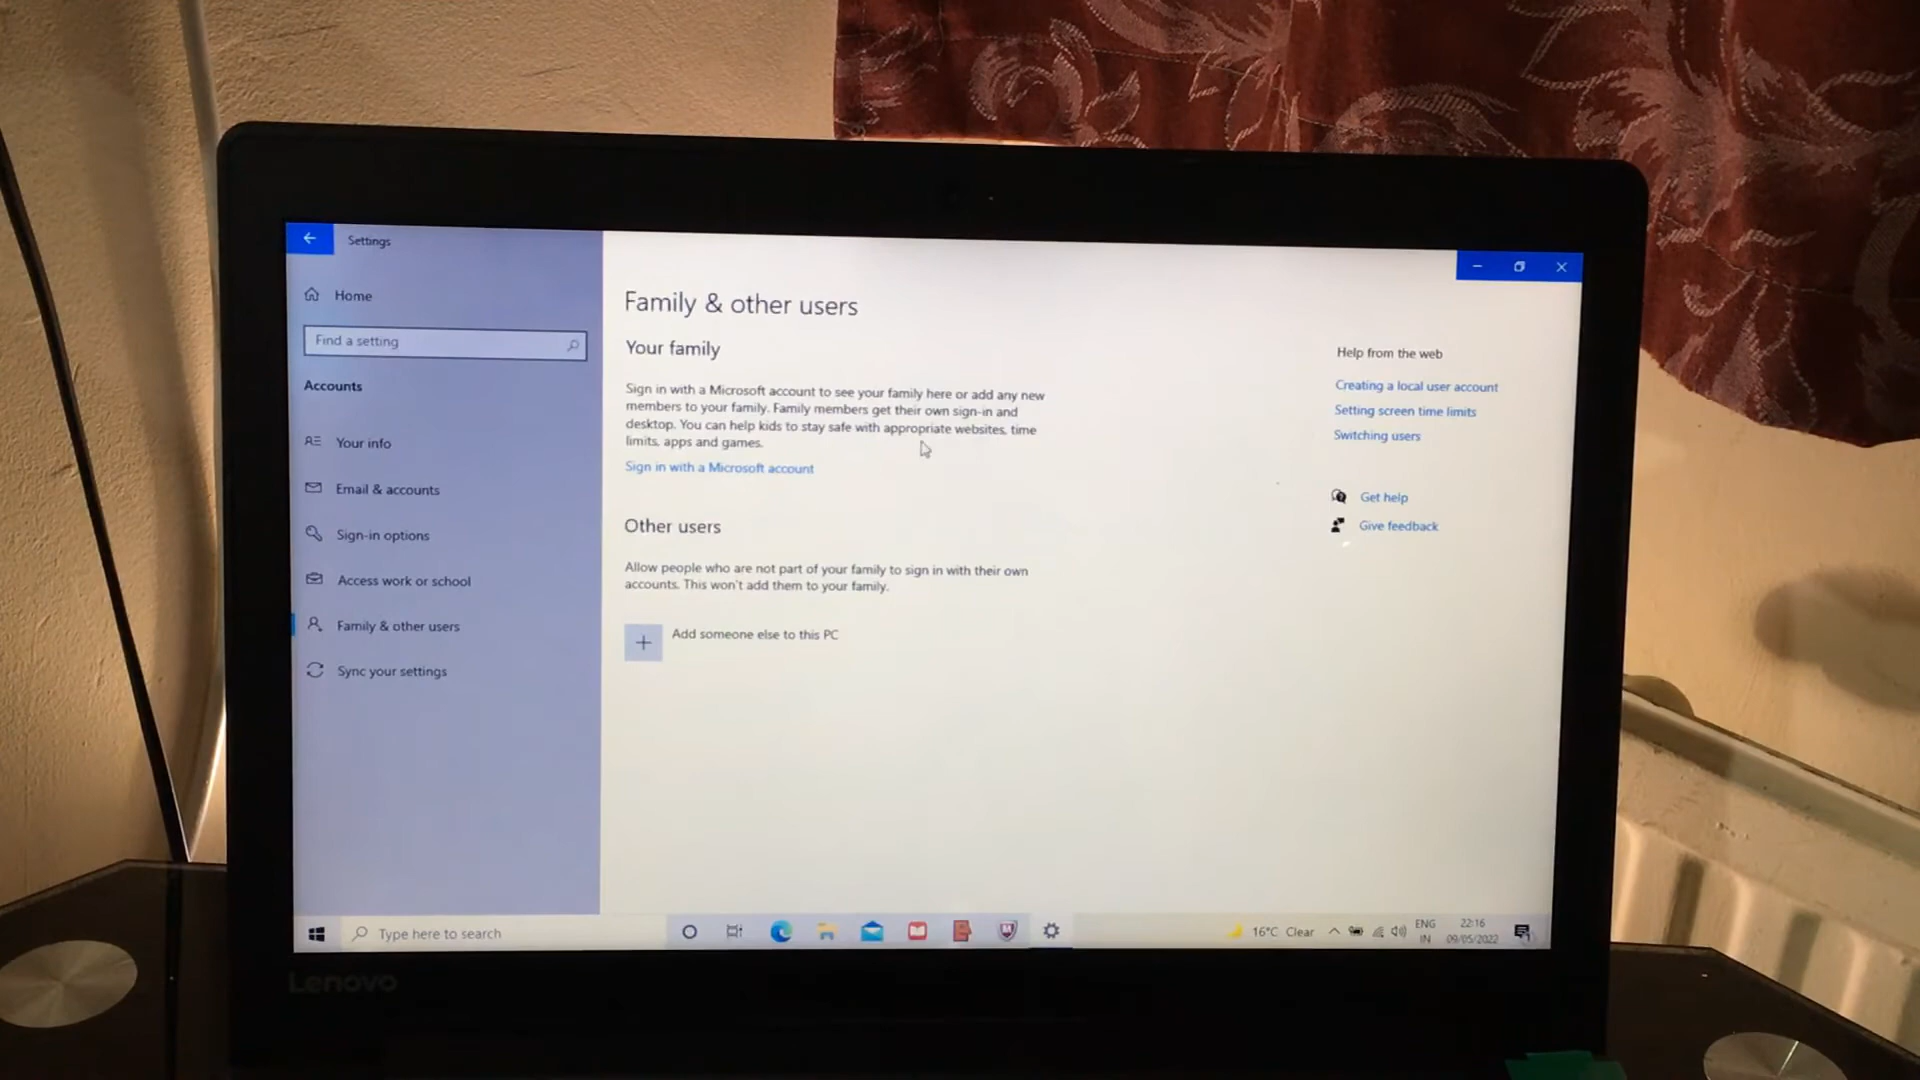 Settings
Home
Find a setting
Accounts
Your info
Email & accounts
Sign-in options
Access work or school
Family & other users
Sync your settings
Family & other users
Your family
Sign in with a Microsoft account to see your family here or add any new
members to your family. Family members get their own sign-in and
desktop. You can help kids to stay safe with appropriate websites, time
limits, apps and games.
Sign in with a Microsoft account
Other users
Allow people who are not part of your family to sign in with their own
accounts. This won't add them to your family.
Add someone else to this PC
Help from the web
Creating a local user account
Setting screen time limits
Switching users
Get help
Give feedback
Type here to search
16°C Clear
ENG
IN
22:16
09/05/2022
Lenovo